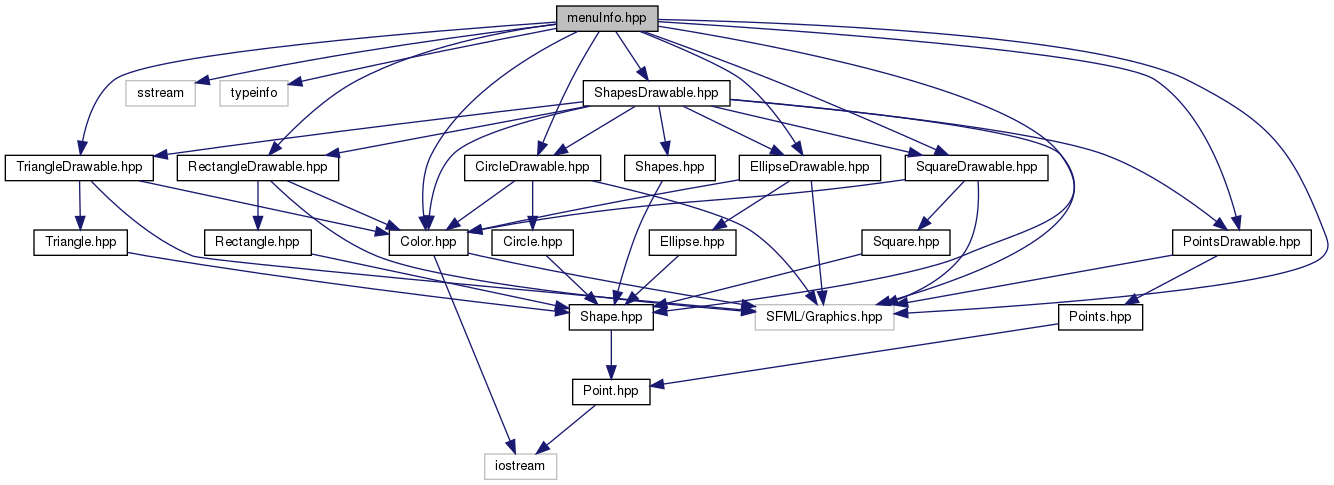 menuInfo.hpp
sstream
typeinfo
ShapesDrawable.hpp
TriangleDrawable.hpp
RectangleDrawable.hpp
CircleDrawable.hpp
Shapes.hpp
EllipseDrawable.hpp
SquareDrawable.hpp
Triangle.hpp
Rectangle.hpp
Color.hpp
Circle.hpp
Ellipse.hpp
Square.hpp
PointsDrawable.hpp
Shape.hpp
SFML/Graphics.hpp
Points.hpp
Point.hpp
iostream